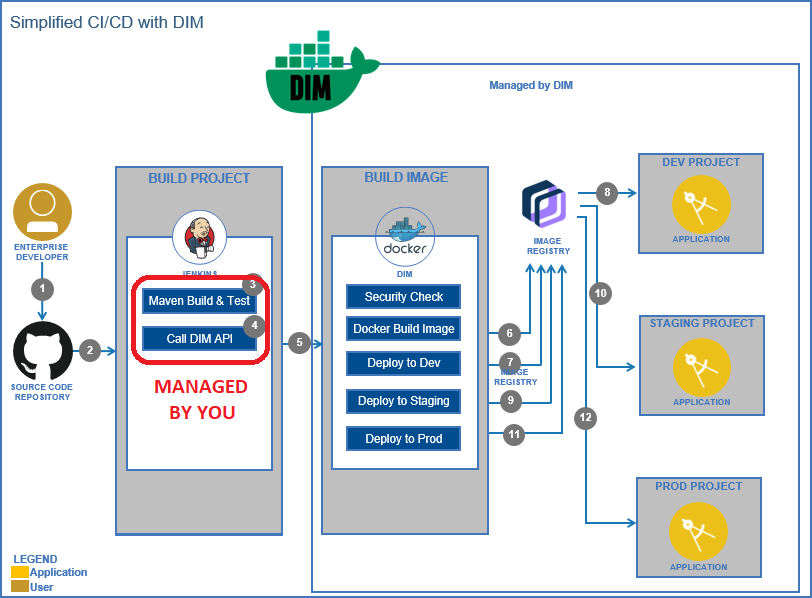 Simplified CI/CD with DIM
DIM
Managed by DIM
BUILD PROJECT
JENKINS
3
Maven Build & Test
4
Call DIM API
MANAGED
BY YOU
ENTERPRISE
DEVELOPER
1
2
SOURCE CODE
REPOSITORY
5
BUILD IMAGE
docker
DIM
Security Check
Docker Build Image
Deploy to Dev
Deploy to Staging
Deploy to Prod
IMAGE
REGISTRY
6
7
IMAGE
REGISTRY
9
11
8
10
12
DEV PROJECT
APPLICATION
STAGING PROJECT
APPLICATION
PROD PROJECT
APPLICATION
LEGEND
Application
User